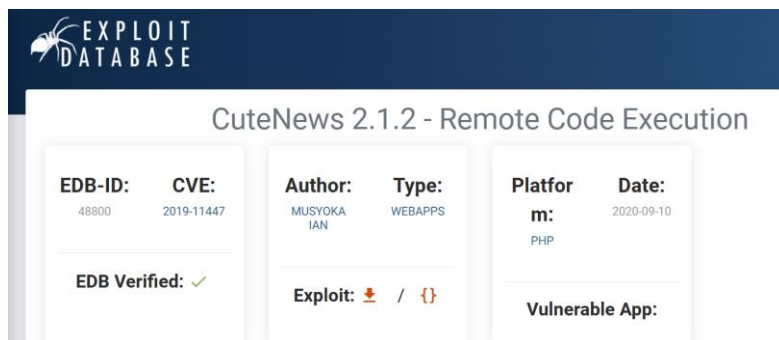 EXPLOIT
DATABASE
CuteNews 2.1.2 - Remote Code Execution
EDB-ID: CVE:
48800 2019-11447
EDB Verified:
Author: Type:
MUSYOKA WEBAPPS
IAN
Exploit: / {}
Platfor Date:
m: 2020-09-10
PHP
Vulnerable App: